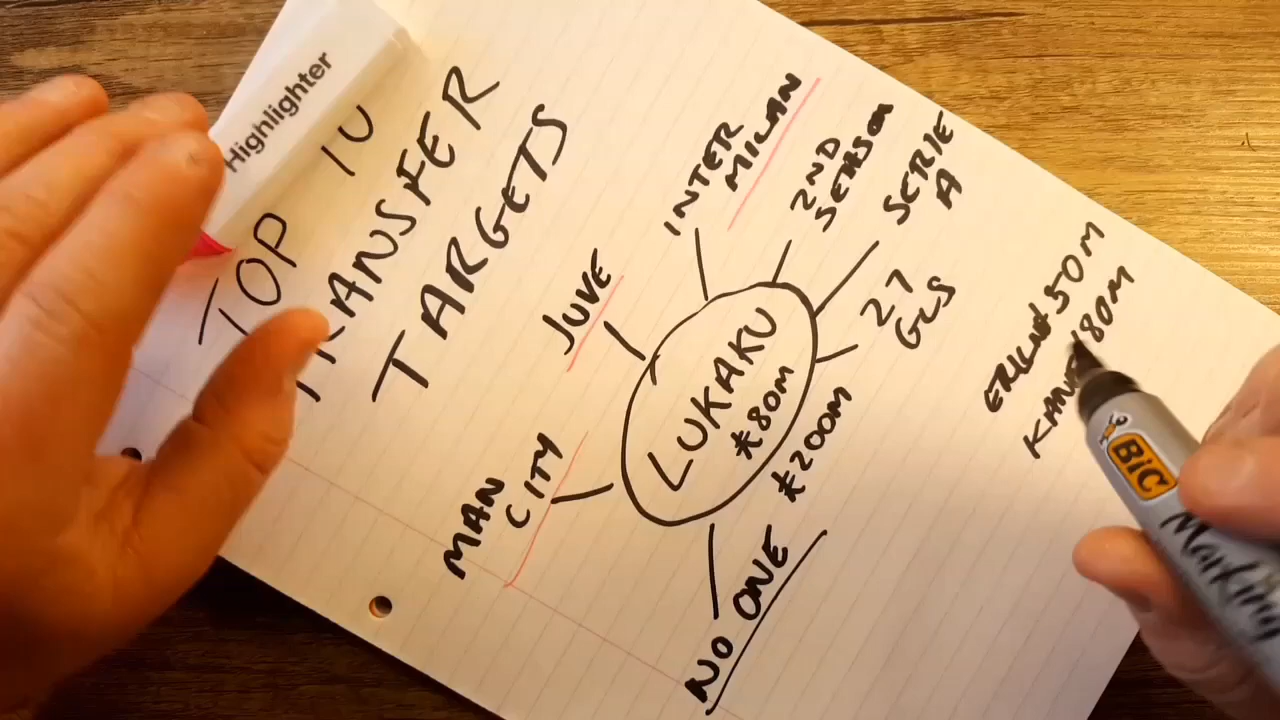 Highlighter
TOP 10
TRANSFER
TARGETS
INTER
MILAN
2ND
SEASON
SERIE
A
27
GLS
JUVE
LUKAKU
£80M
£200M
MAN
CITY
NO ONE
50M
KANE 80M
BiC
Marking